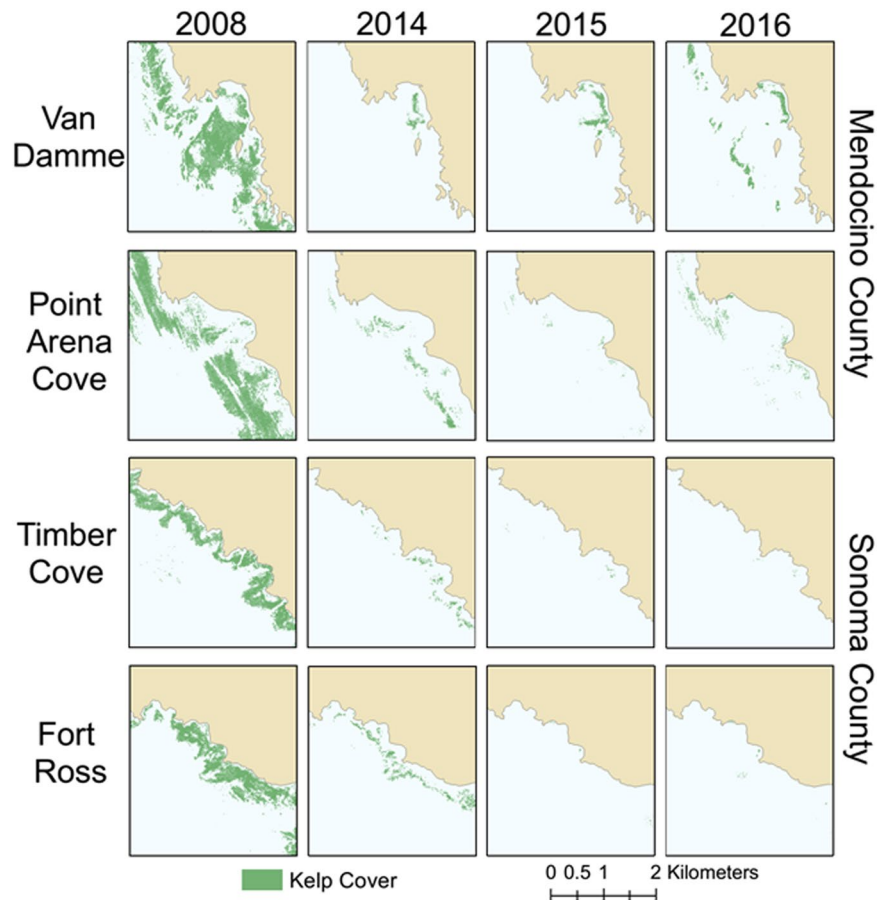 2008 2014 2015 2016
Van
Damme
Mendocino County
Point
Arena
Cove
Timber
Cove
Sonoma County
Fort
Ross
Kelp Cover
0 0.5 1 2 Kilometers